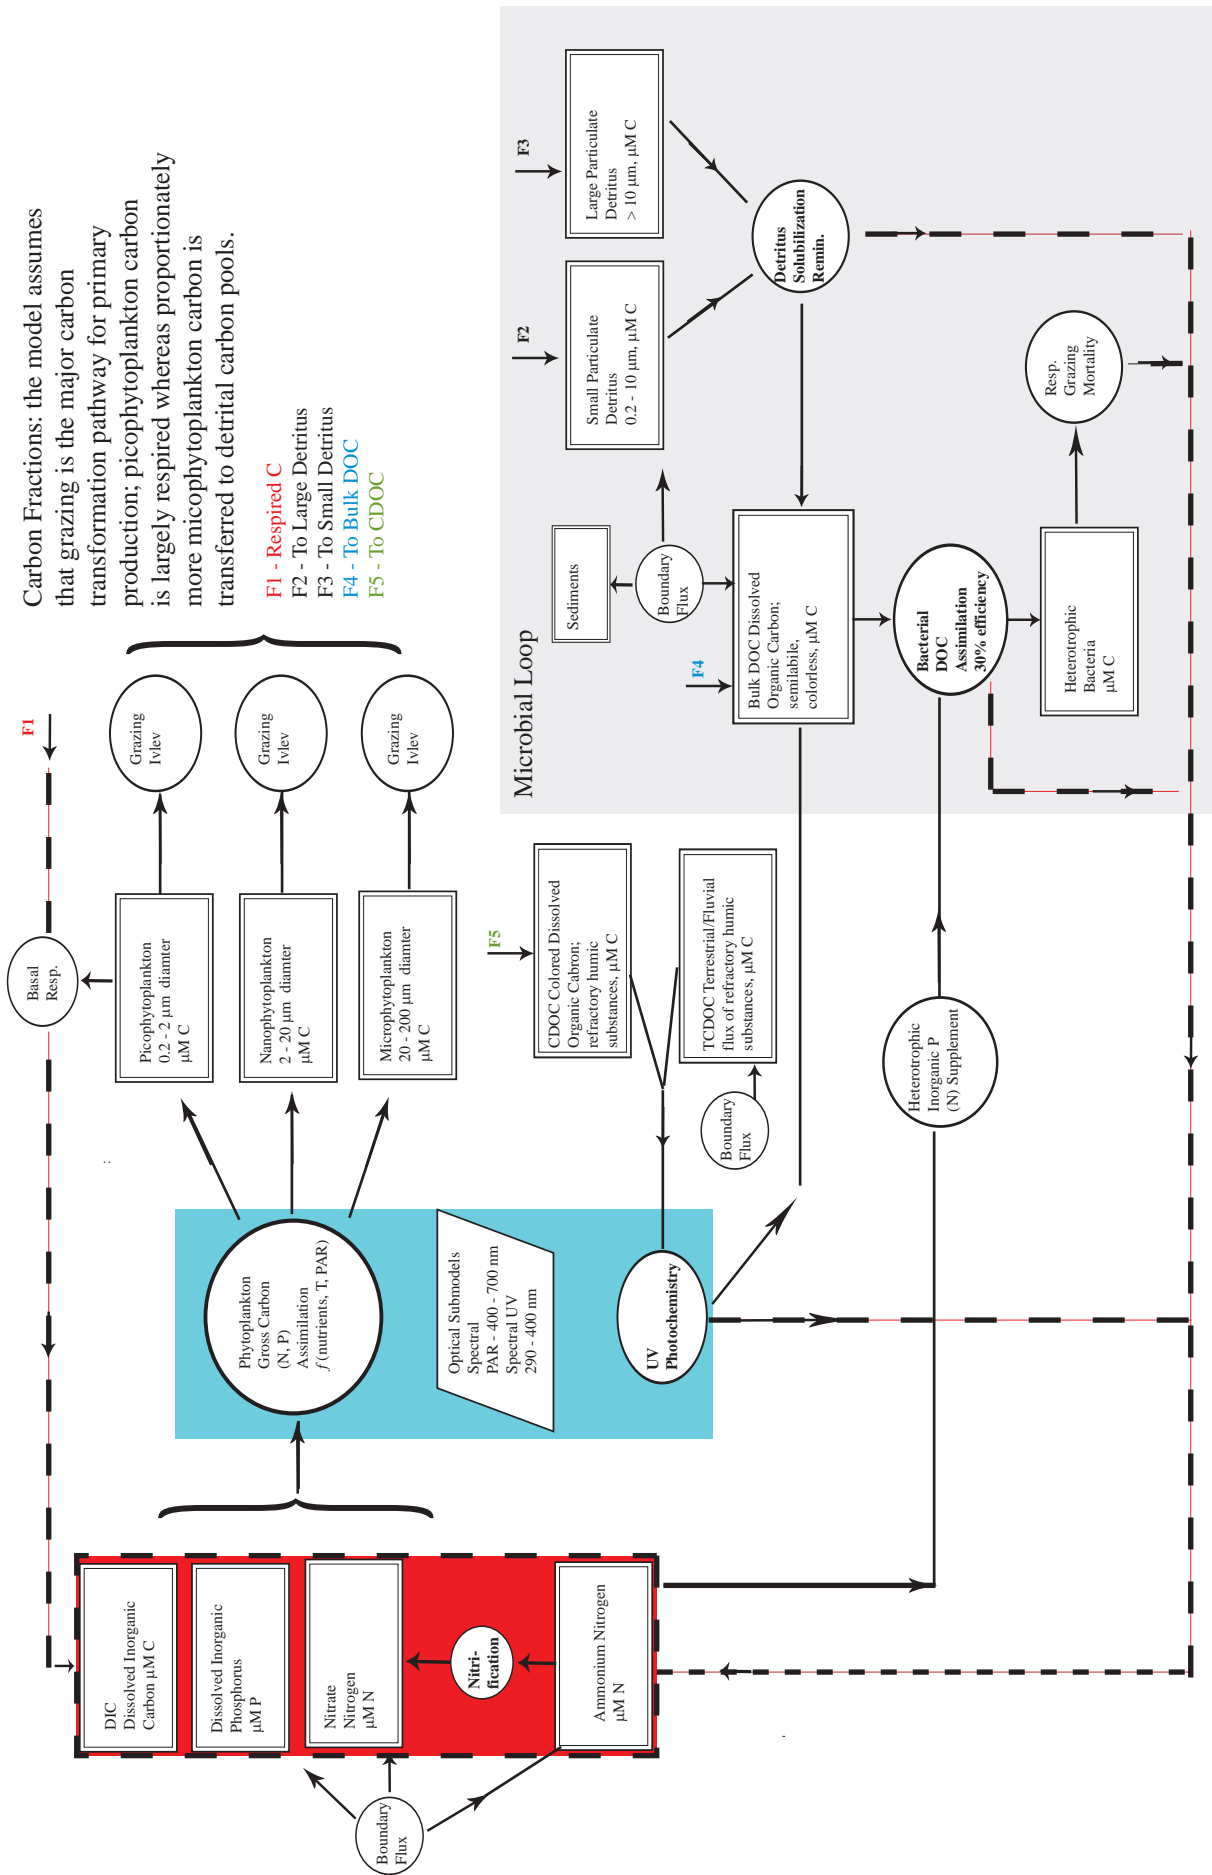 Carbon Fractions: the model assumes
that grazing is the major carbon
transformation pathway for primary
production; picophytoplankton carbon
is largely respired whereas proportionately
more micophytoplankton carbon is
transferred to detrital carbon pools.
F1 - Respired C
F2 - To Large Detritus
F3 - To Small Detritus
F4 - To Bulk DOC
F5 - To CDOC
F1
Basal
Resp.
DIC
Dissolved Inorganic
Carbon µM C
Dissolved Inorganic
Phosphorus
µM P
Nitrate
Nitrogen
µM N
Nitri-
fication
Ammonium Nitrogen
µM N
Boundary
Flux
Phytoplankton
Gross Carbon
(N, P)
Assimilation
f (nutrients, T, PAR)
Optical Submodels
Spectral
PAR - 400 - 700 nm
Spectral UV
290 - 400 nm
UV
Photochemistry
Picophytoplankton
0.2 - 2 µm diamter
µM C
Nanophytoplankton
2 - 20 µm diamter
µM C
Microphytoplankton
20 - 200 µm diamter
µM C
Grazing
Ivlev
Grazing
Ivlev
Grazing
Ivlev
F5
CDOC Colored Dissolved
Organic Cabron;
refractory humic
substances, µM C
TCDOC Terrestrial/Fluvial
flux of refractory humic
substances, µM C
Boundary
Flux
Heterotrophic
Inorganic P
(N) Supplement
Microbial Loop
F4
Sediments
Boundary
Flux
Bulk DOC Dissolved
Organic Carbon;
semilabile,
colorless, µM C
F2
Small Particulate
Detritus
0.2 - 10 µm, µM C
F3
Large Particulate
Detritus
> 10 µm, µM C
Detritus
Solubilization
Remin.
Bacterial
DOC
Assimilation
30% efficiency
Heterotrophic
Bacteria
µM C
Resp.
Grazing
Mortality